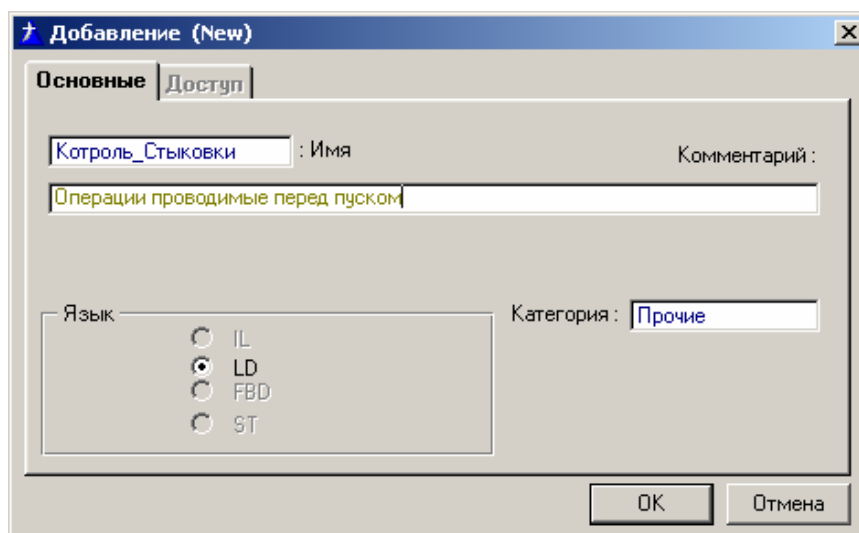 Добавление (New)
Основные Доступ
Котроль_Стыковки : Имя Комментарий :
Операции проводимые перед пуском
Язык Категория : Прочие
IL
LD
FBD
ST
OK Отмена